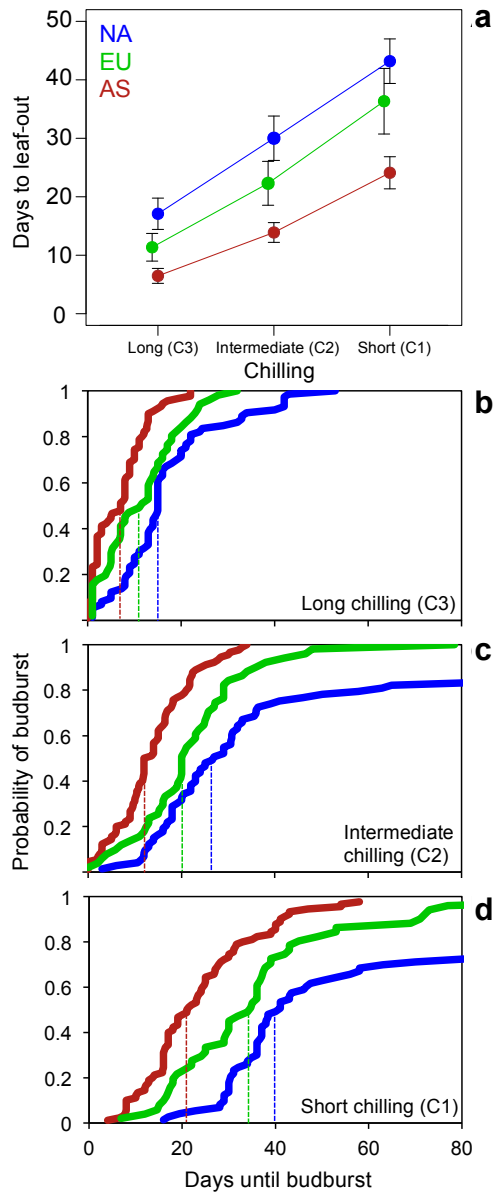 .a
50
NA
EU
AS
40
30
20
10
0
Days to leaf-out
Long (C3)
Intermediate (C2)
Short (C1)
Chilling
b
1
0.8
0.6
0.4
0.2
Long chilling (C3)
c
1
0.8
0.6
0.4
0.2
Intermediate
chilling (C2)
Probability of budburst
d
1
0.8
0.6
0.4
0.2
0
Short chilling (C1)
0
20
40
60
80
Days until budburst